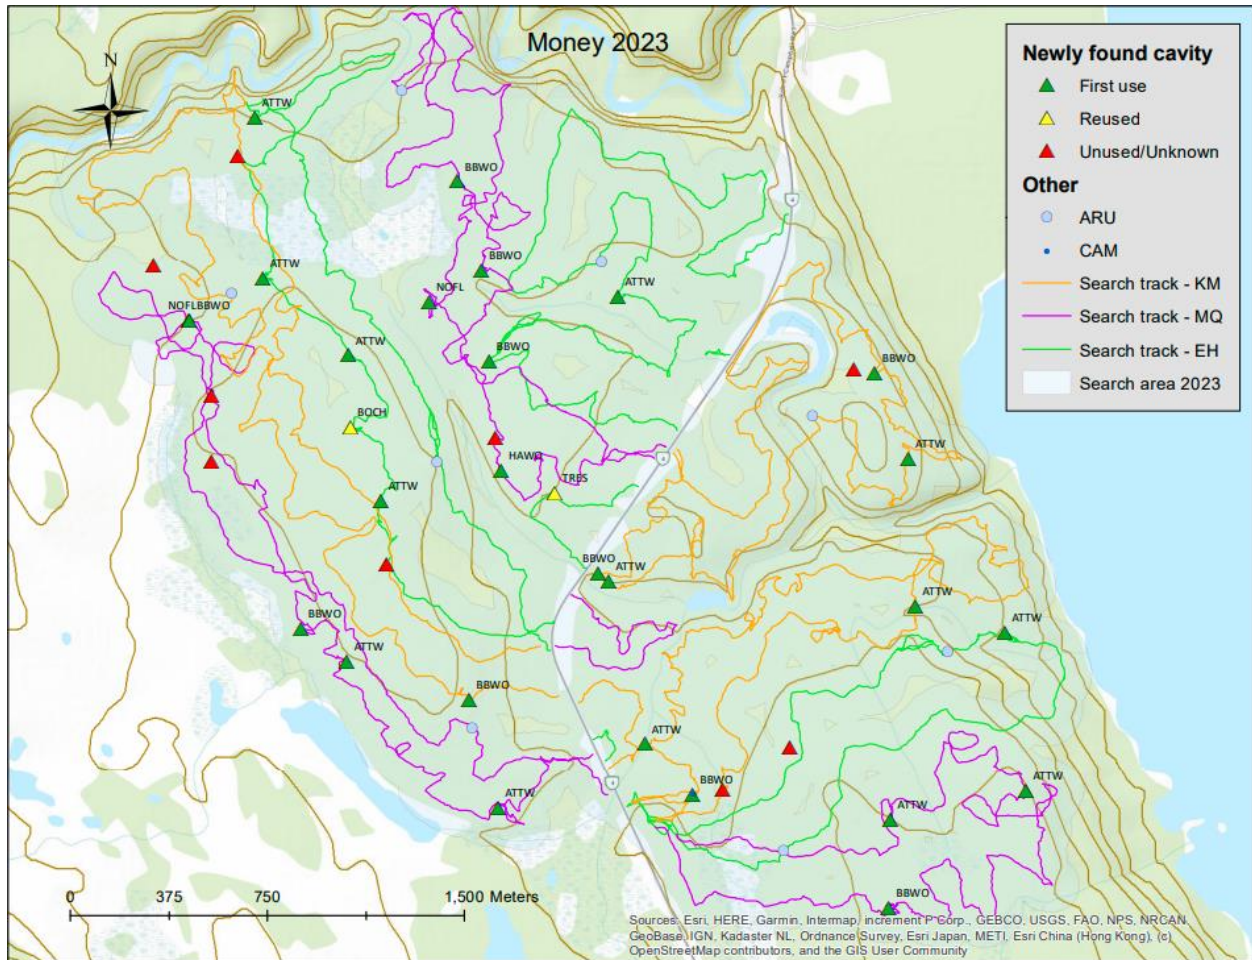 Money 2023
N
Newly found cavity
First use
Reused
Unused/Unknown
Other
ARU
CAM
Search track - KM
Search track - MQ
Search track - EH
Search area 2023
ATTW
BBWO
4
BBWO
ATTW
ATTW
NOFL
NOFLBBWO
ATTW
BBWO
BBWO
BOCH
ATTW
HAWO
4
TRES
ATTW
BBWO
ATTW
ATTW
BBWO
ATTW
ATTW
BBWO
ATTW
BBWO
4
ATTW
ATTW
ATTW
BBWO
0 375 750 1,500 Meters
Sources: Esri, HERE, Garmin, Intermap, increment P Corp., GEBCO, USGS, FAO, NPS, NRCAN,
GeoBase, IGN, Kadaster NL, Ordnance Survey, Esri Japan, METI, Esri China (Hong Kong), (c)
OpenStreetMap contributors, and the GIS User Community